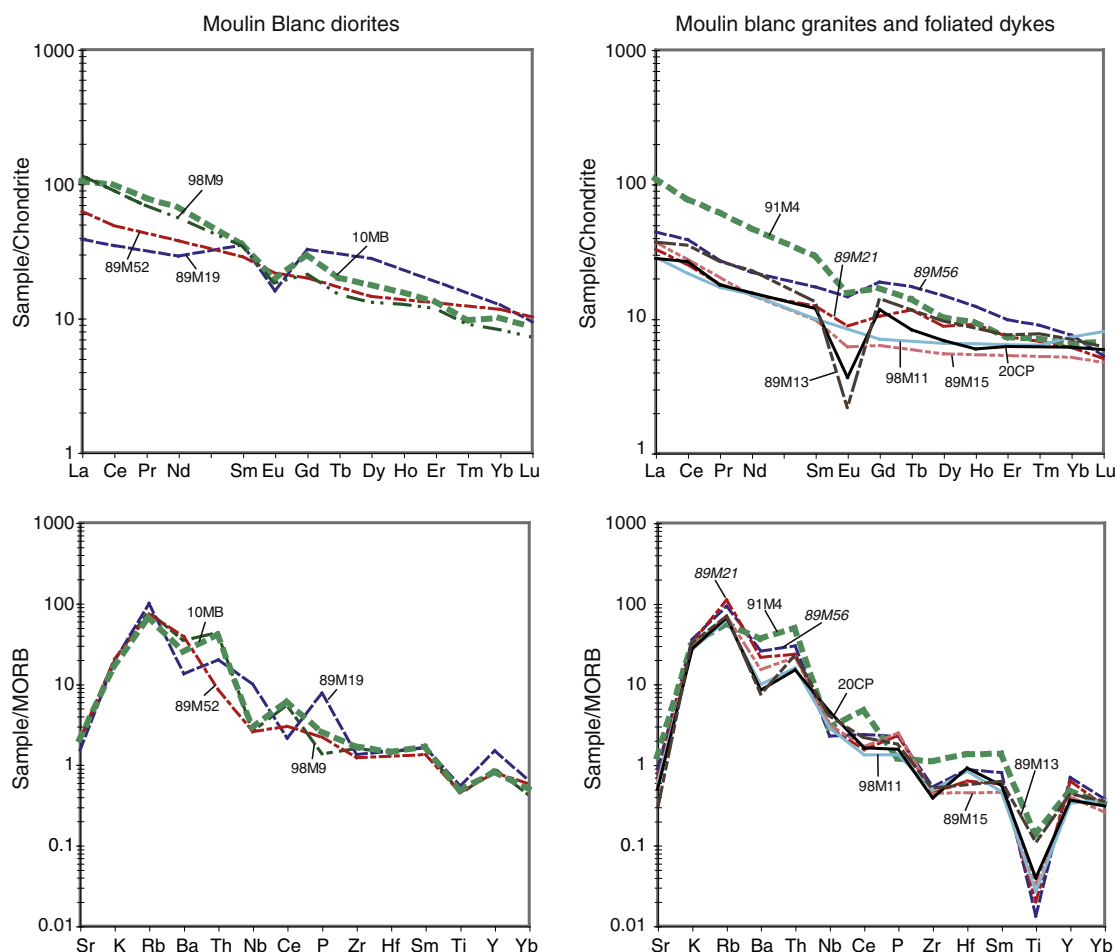 Moulin Blanc diorites
Moulin blanc granites and foliated dykes
Sample/Chondrite
1000
100
10
1
98M9
10MB
89M52
89M19
La Ce Pr Nd Sm Eu Gd Tb Dy Ho Er Tm Yb Lu
Sample/Chondrite
1000
100
10
1
91M4
89M21
89M56
89M13
98M11
89M15
20CP
La Ce Pr Nd Sm Eu Gd Tb Dy Ho Er Tm Yb Lu
Sample/MORB
1000
100
10
1
0.1
0.01
10MB
89M19
89M52
98M9
Sr K Rb Ba Th Nb Ce P Zr Hf Sm Ti Y Yb
Sample/MORB
1000
100
10
1
0.1
0.01
89M21
91M4
89M56
20CP
89M13
98M11
89M15
Sr K Rb Ba Th Nb Ce P Zr Hf Sm Ti Y Yb